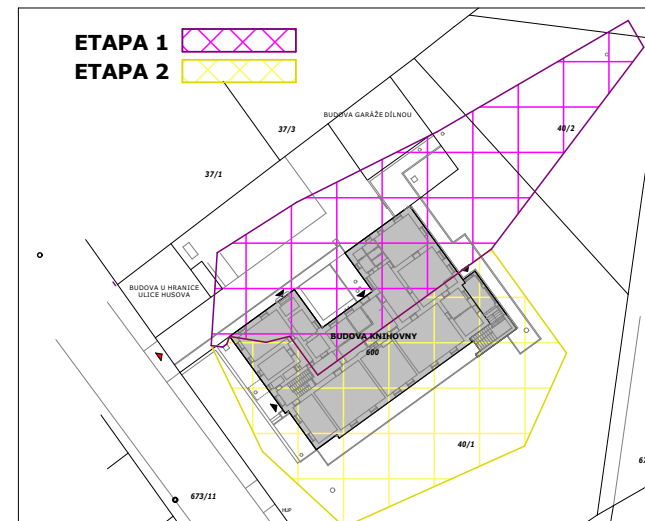 ETAPA 1
ETAPA 2
BUDOVA GARÁŽE DÍLNOU
37/3
40/2
37/1
BUDOVA U HRANICE
ULICE HUSOVA
BUDOVA KNIHOVNY
600
40/1
673/11
HUP